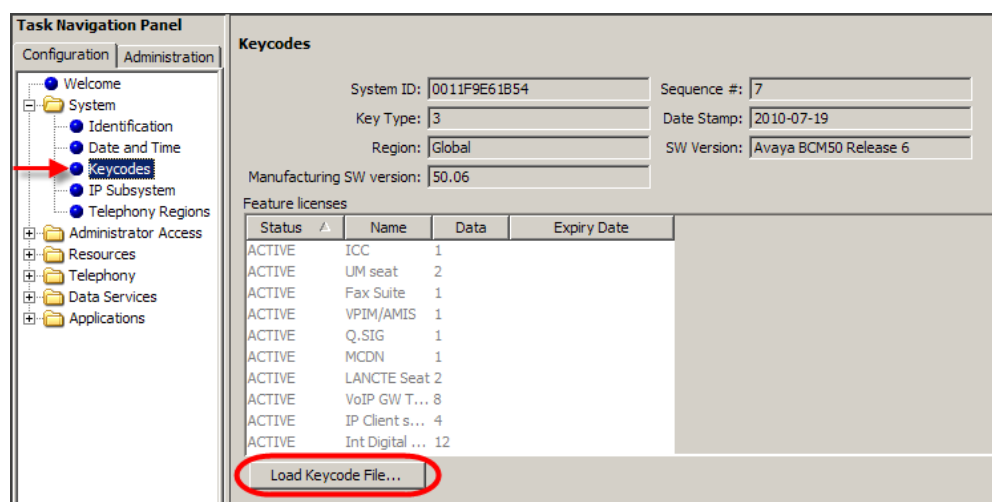 Task Navigation Panel
Configuration Administration
Welcome
System
Identification
Date and Time
Keycodes
IP Subsystem
Telephony Regions
Administrator Access
Resources
Telephony
Data Services
Applications
Keycodes
System ID: 0011F9E61B54 Sequence #: 7
Key Type: 3 Date Stamp: 2010-07-19
Region: Global SW Version: Avaya BCM50 Release 6
Manufacturing SW version: 50.06
Feature licenses
Status Name Data Expiry Date
ACTIVE ICC 1
ACTIVE UM seat 2
ACTIVE Fax Suite 1
ACTIVE VPIM/AMIS 1
ACTIVE Q.SIG 1
ACTIVE MCDN 1
ACTIVE LANCTE Seat 2
ACTIVE VoIP GW T... 8
ACTIVE IP Client s... 4
ACTIVE Int Digital ... 12
Load Keycode File...